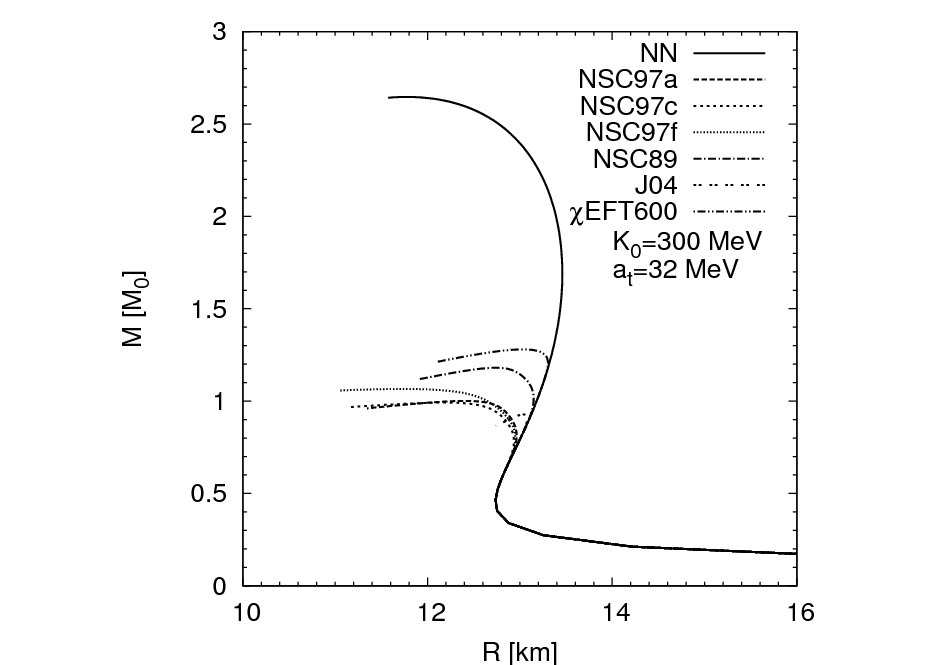 3
2.5
2
1.5
1
0.5
0
M [M0]
NN
NSC97a
NSC97c
NSC97f
NSC89
J04
χEFT600
K0=300 MeV
at=32 MeV
10 12 14 16
R [km]